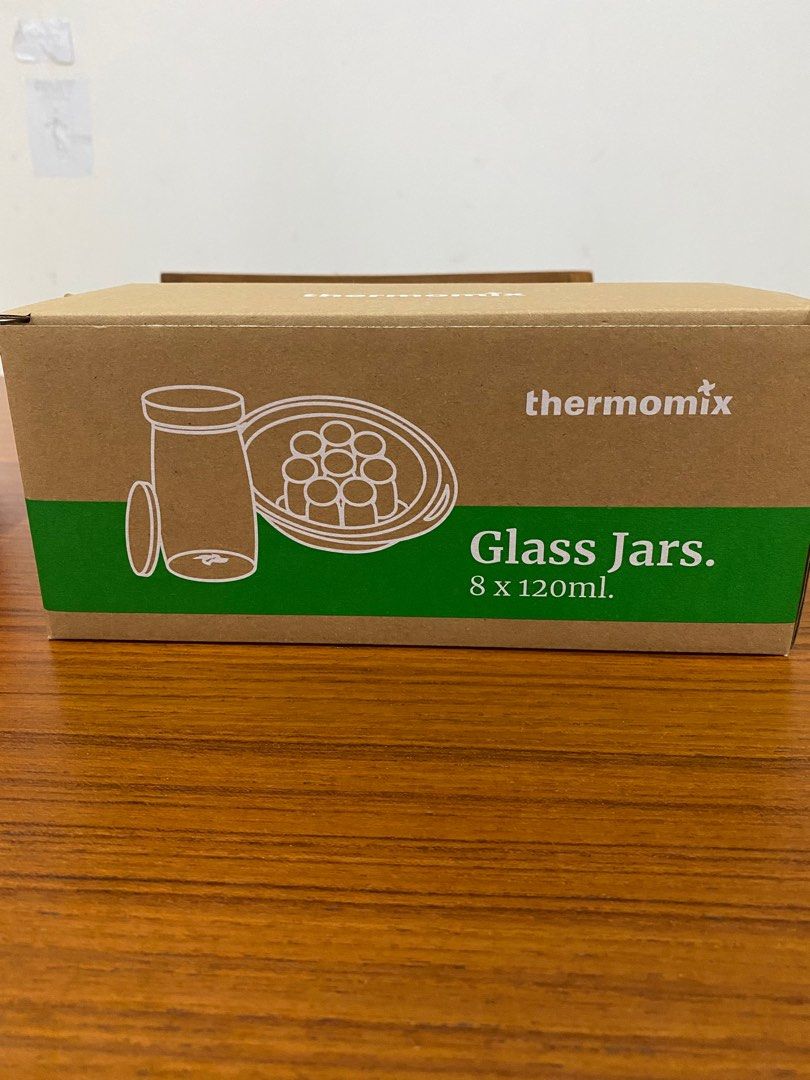 thermomix
thermomix
Glass Jars.
8 x 120ml.